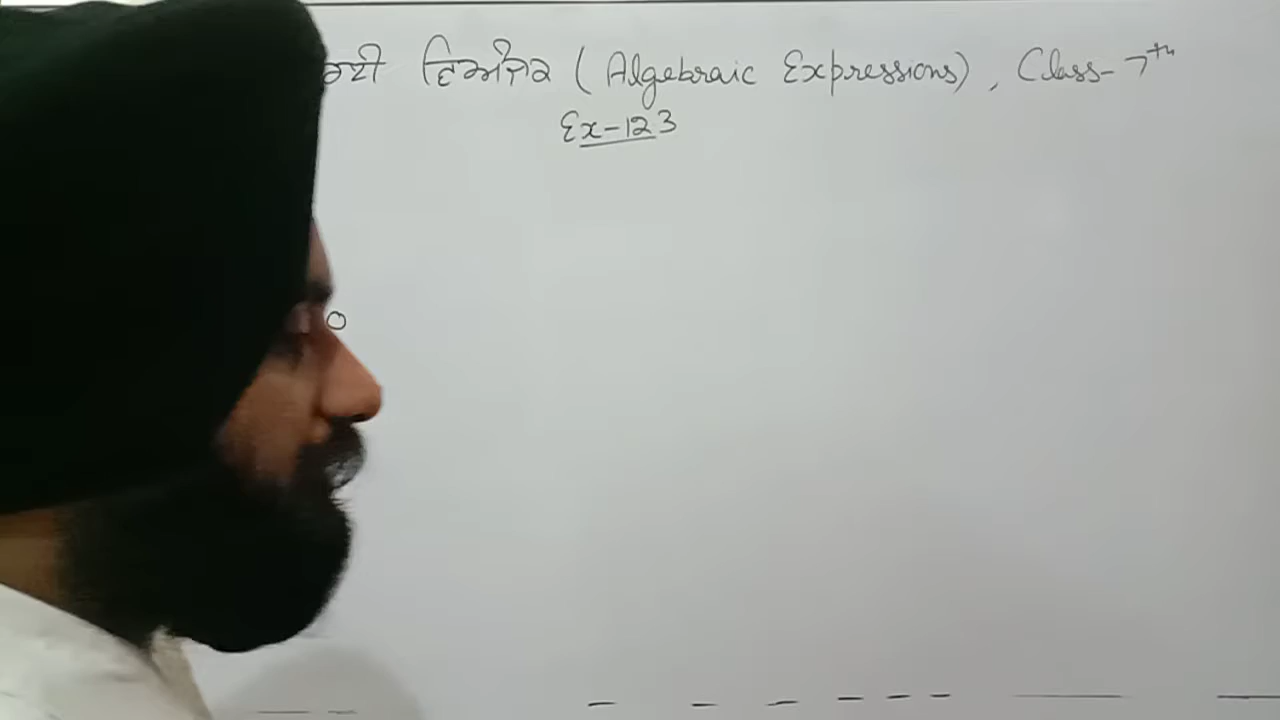 ਵਿਅੰਜਕ (Algebraic Expressions), Class-7th
Ex-123